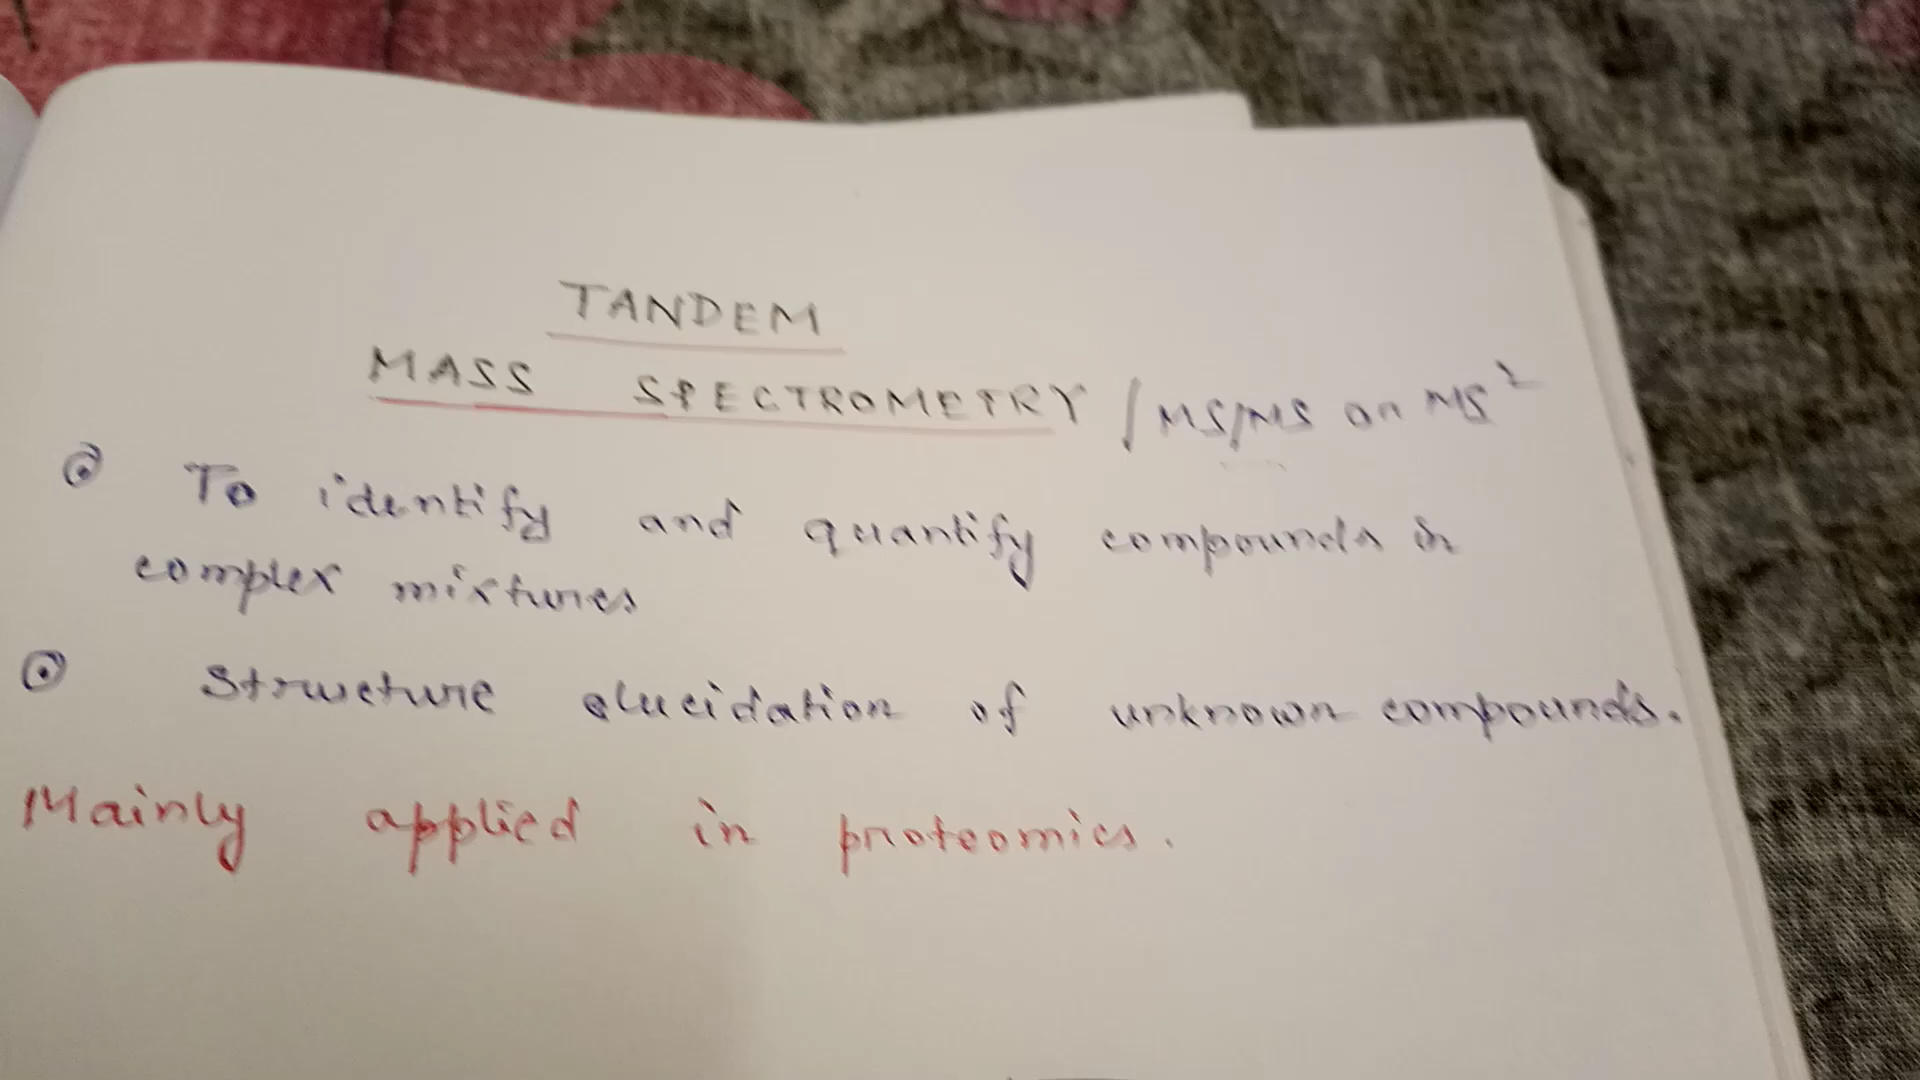 TANDEM
MASS SPECTROMETRY / MS/MS or MS²
To identify and quantify compounds in
complex mixtures
Structure elucidation of unknown compounds.
Mainly applied in proteomics.